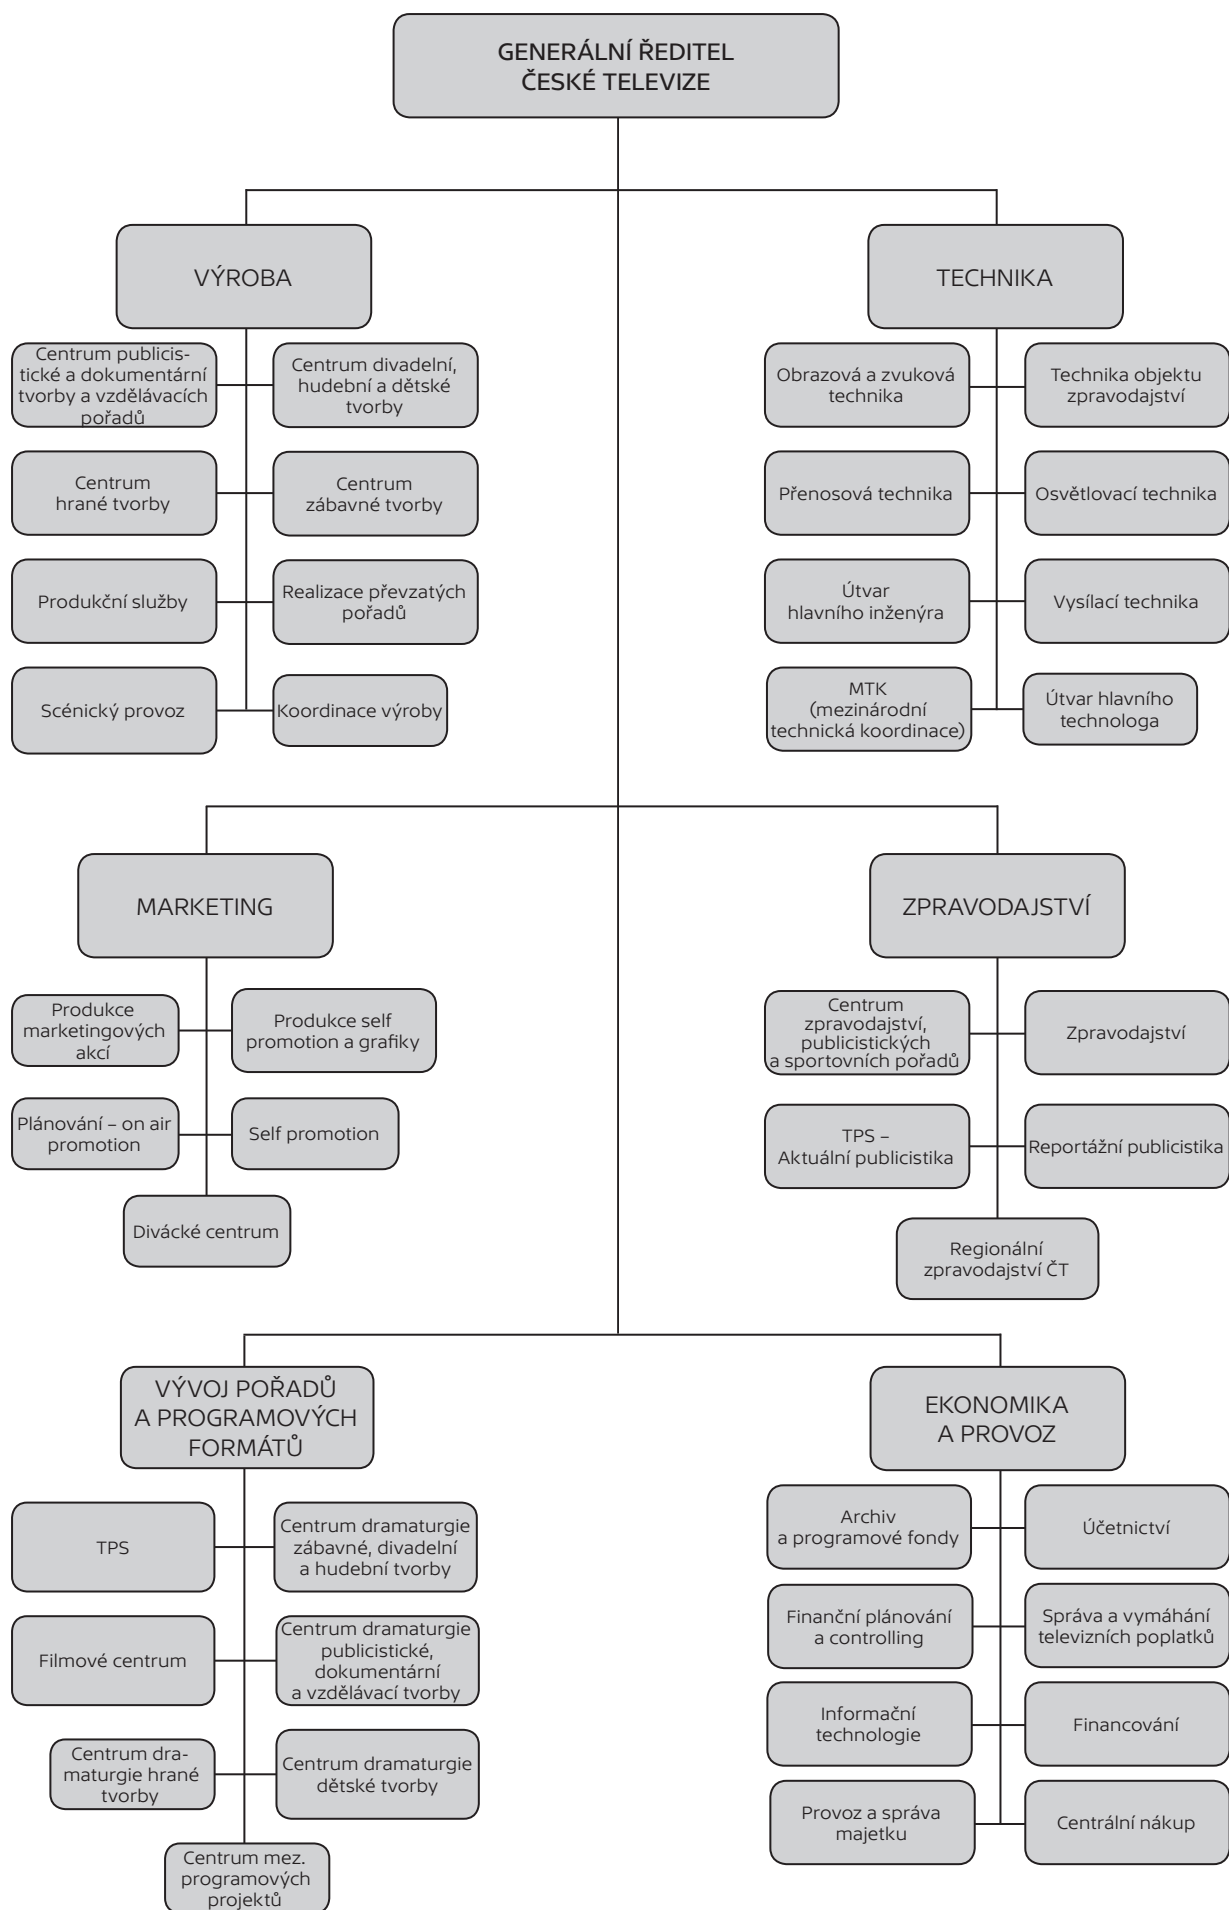 GENERÁLNÍ ŘEDITEL
ČESKÉ TELEVIZE
VÝROBA
Centrum publicis-
tické a dokumentární
tvorby a vzdělávacích
pořadů
Centrum divadelní,
hudební a dětské
tvorby
Centrum
hrané tvorby
Centrum
zábavné tvorby
Produkční služby
Realizace převzatých
pořadů
Scénický provoz
Koordinace výroby
TECHNIKA
Obrazová a zvuková
technika
Technika objektu
zpravodajství
Přenosová technika
Osvětlovací technika
Útvar
hlavního inženýra
Vysílací technika
MTK
(mezinárodní
technická koordinace)
Útvar hlavního
technologa
MARKETING
Produkce
marketingových
akcí
Produkce self
promotion a grafiky
Plánování – on air
promotion
Self promotion
Divácké centrum
ZPRAVODAJSTVÍ
Centrum
zpravodajství,
publicistických
a sportovních pořadů
Zpravodajství
TPS –
Aktuální publicistika
Reportážní publicistika
Regionální
zpravodajství ČT
VÝVOJ POŘADŮ
A PROGRAMOVÝCH
FORMÁTŮ
TPS
Centrum dramaturgie
zábavné, divadelní
a hudební tvorby
Filmové centrum
Centrum dramaturgie
publicistické,
dokumentární
a vzdělávací tvorby
Centrum dra-
maturgie hrané
tvorby
Centrum dramaturgie
dětské tvorby
Centrum mez.
programových
projektů
EKONOMIKA
A PROVOZ
Archiv
a programové fondy
Účetnictví
Finanční plánování
a controlling
Správa a vymáhání
televizních poplatků
Informační
technologie
Financování
Provoz a správa
majetku
Centrální nákup